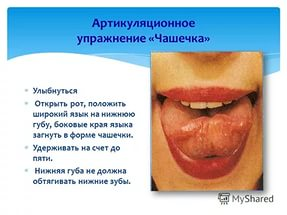 Артикуляционное
упражнение «Чашечка»
Улыбнуться
Открыть рот, положить
широкий язык на нижнюю
губу, боковые края языка
загнуть в форме чашечки.
Удерживать на счет до
пяти.
Нижняя губа не должна
обтягивать нижние зубы.
MyShared